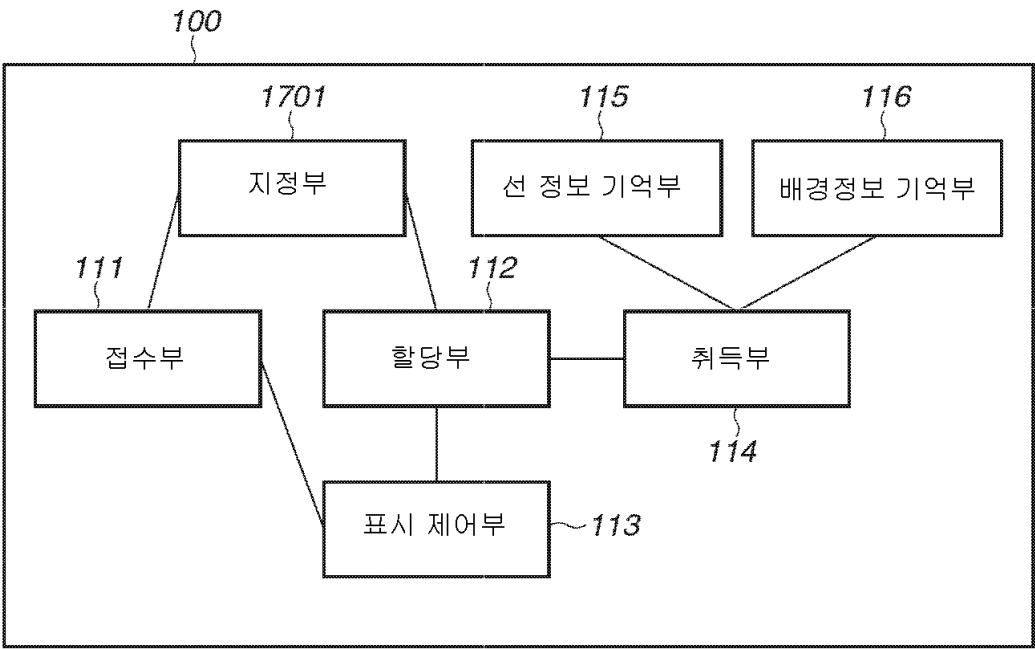 100
1701
115
116
지정부
선 정보 기억부
배경정보 기억부
111
112
접수부
할당부
취득부
114
표시 제어부
113